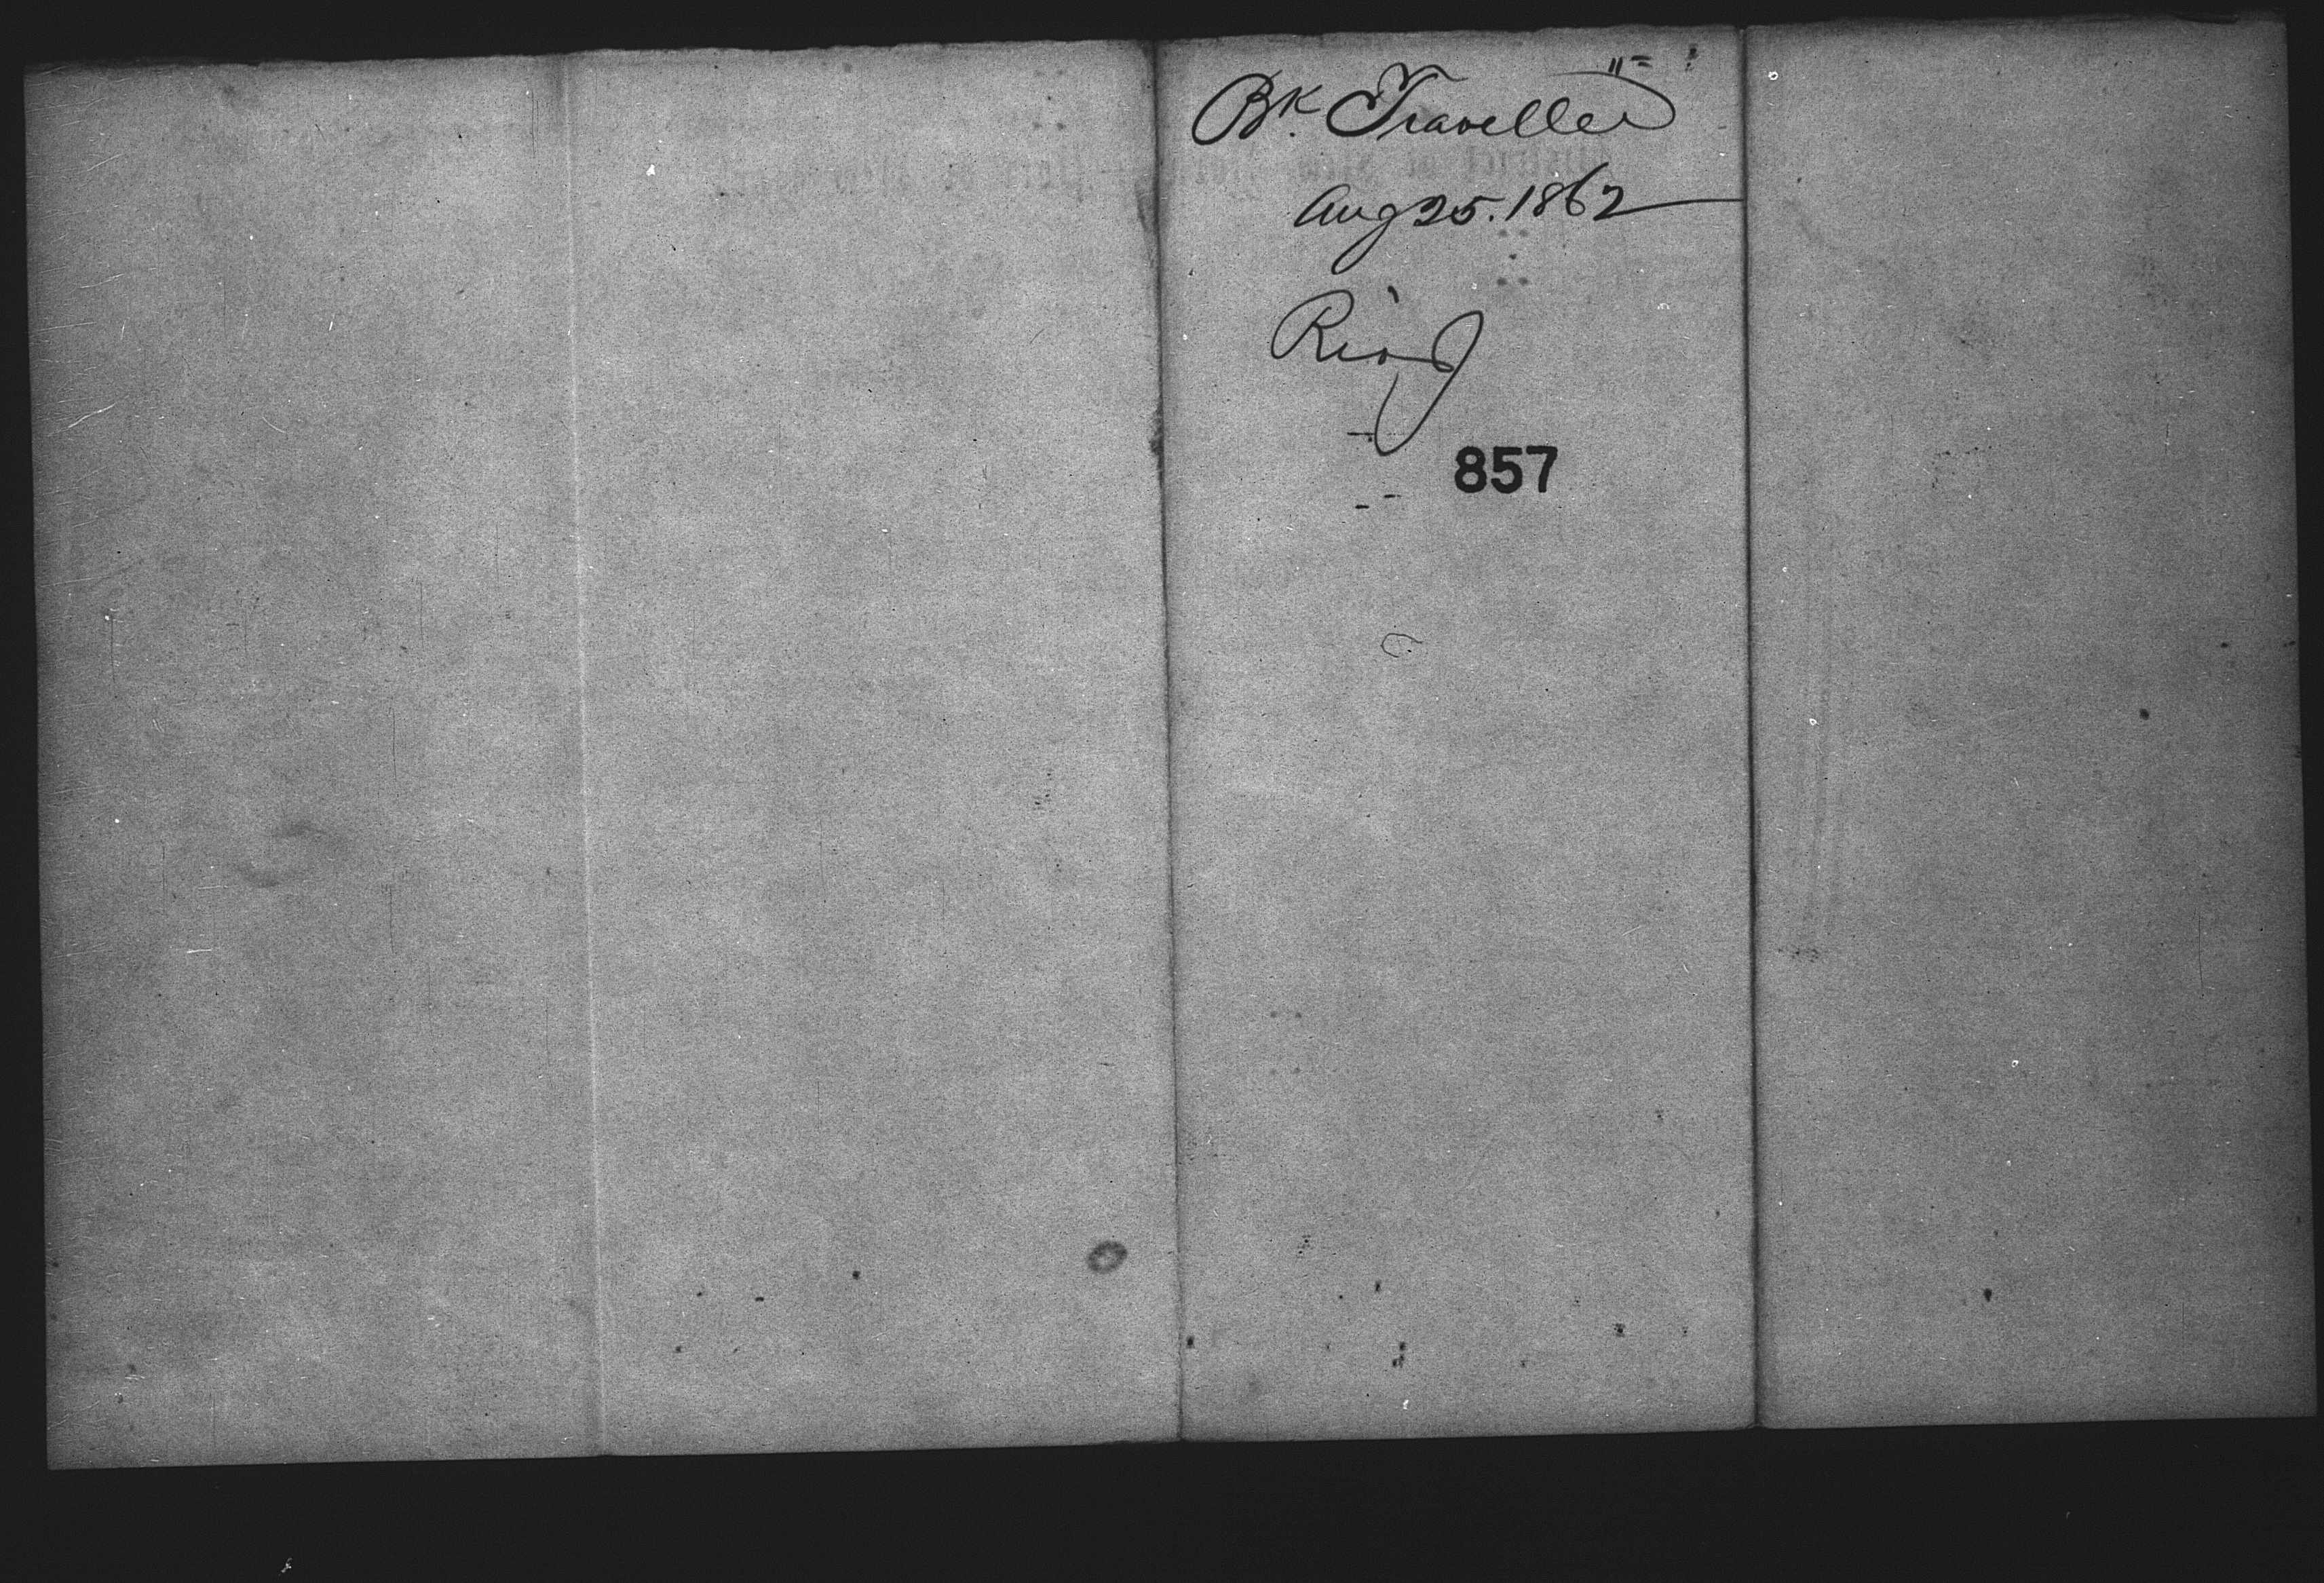 Bk. Traveller
Aug 25. 1862
Rio J
857